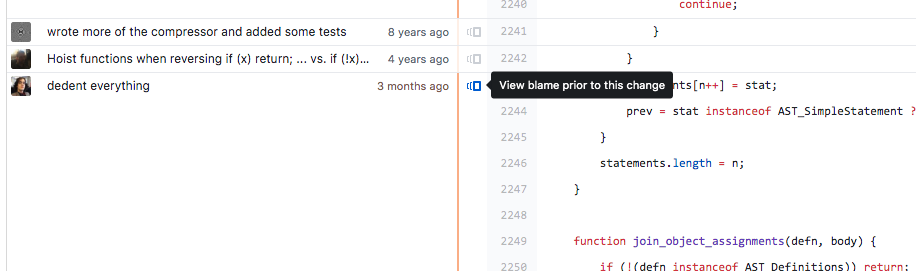 2240 continue;
wrote more of the compressor and added some tests 8 years ago 2241 }
Hoist functions when reversing if (x) return; ... vs. if (!x)... 4 years ago 2242 }
dedent everything 3 months ago View blame prior to this change nts[n++] = stat;
2244 prev = stat instanceof AST_SimpleStatement ?
2245 }
2246 statements.length = n;
2247 }
2248
2249 function join_object_assignments(defn, body) {
2250 if (!(defn instanceof AST_Definitions)) return;